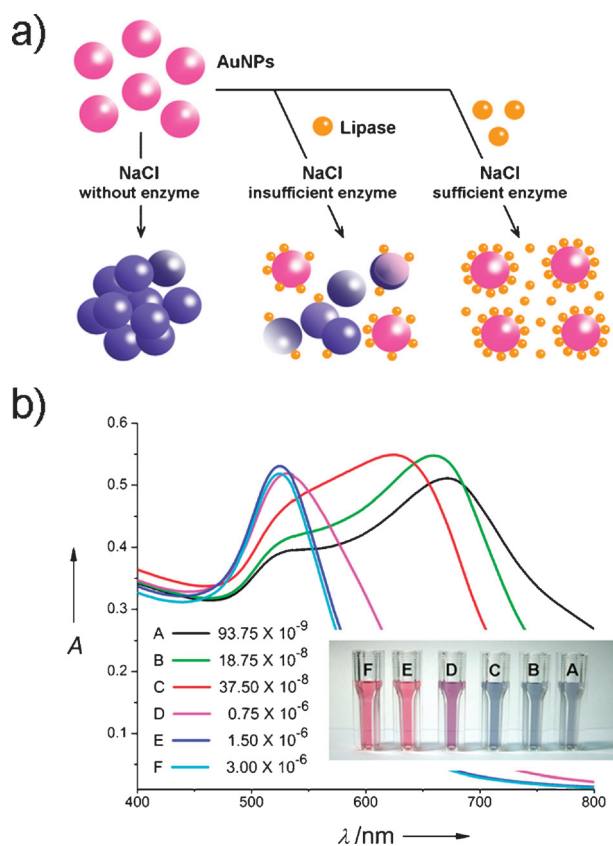 a)
AuNPs
Lipase
NaCl
without enzyme
NaCl
insufficient enzyme
NaCl
sufficient enzyme
b)
0.6
0.5
0.4
0.3
0.2
0.1
A
A 93.75 X 10⁻⁹
B 18.75 X 10⁻⁸
C 37.50 X 10⁻⁸
D 0.75 X 10⁻⁶
E 1.50 X 10⁻⁶
F 3.00 X 10⁻⁶
F E D C B A
400 500 600 700 800
λ/nm